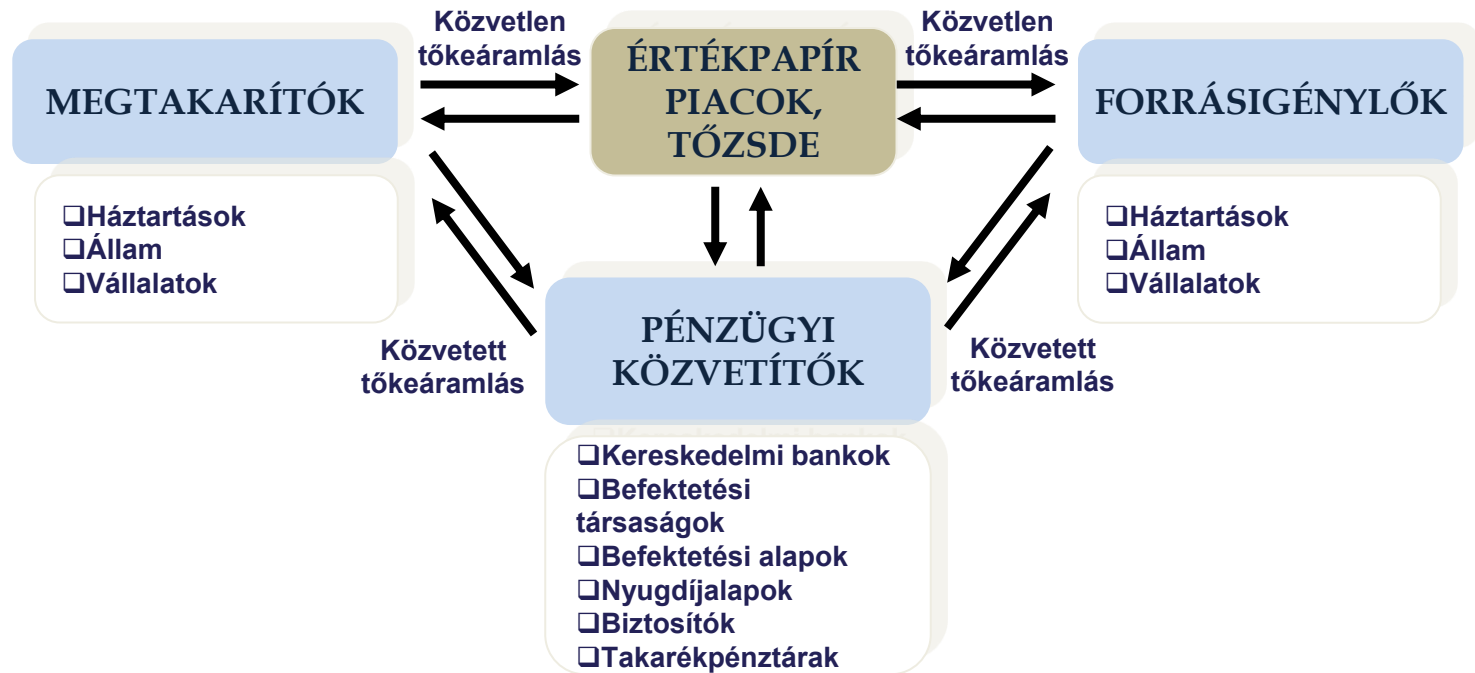 Közvetlen
tőkeáramlás
Közvetlen
tőkeáramlás
MEGTAKARÍTÓK
ÉRTÉKPAPÍR
PIACOK,
TŐZSDE
FORRÁSIGÉNYLŐK
❑Háztartások
❑Állam
❑Vállalatok
❑Háztartások
❑Állam
❑Vállalatok
Közvetett
tőkeáramlás
PÉNZÜGYI
KÖZVETÍTŐK
Közvetett
tőkeáramlás
❑Kereskedelmi bankok
❑Befektetési
társaságok
❑Befektetési alapok
❑Nyugdíjalapok
❑Biztosítók
❑Takarékpénztárak